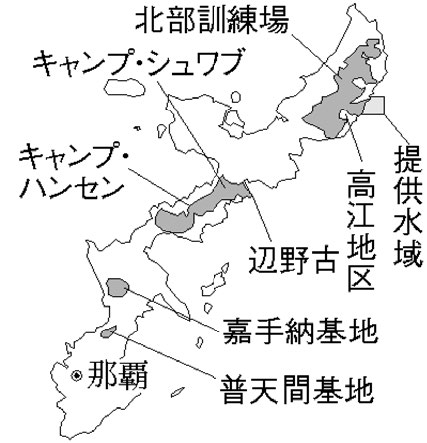 北部訓練場
キャンプ・シュワブ
キャンプ・
ハンセン
提供水域
高江地区
辺野古
嘉手納基地
那覇
普天間基地